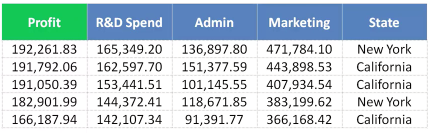 Profit R&D Spend Admin Marketing State
192,261.83 165,349.20 136,897.80 471,784.10 New York
191,792.06 162,597.70 151,377.59 443,898.53 California
191,050.39 153,441.51 101,145.55 407,934.54 California
182,901.99 144,372.41 118,671.85 383,199.62 New York
166,187.94 142,107.34 91,391.77 366,168.42 California